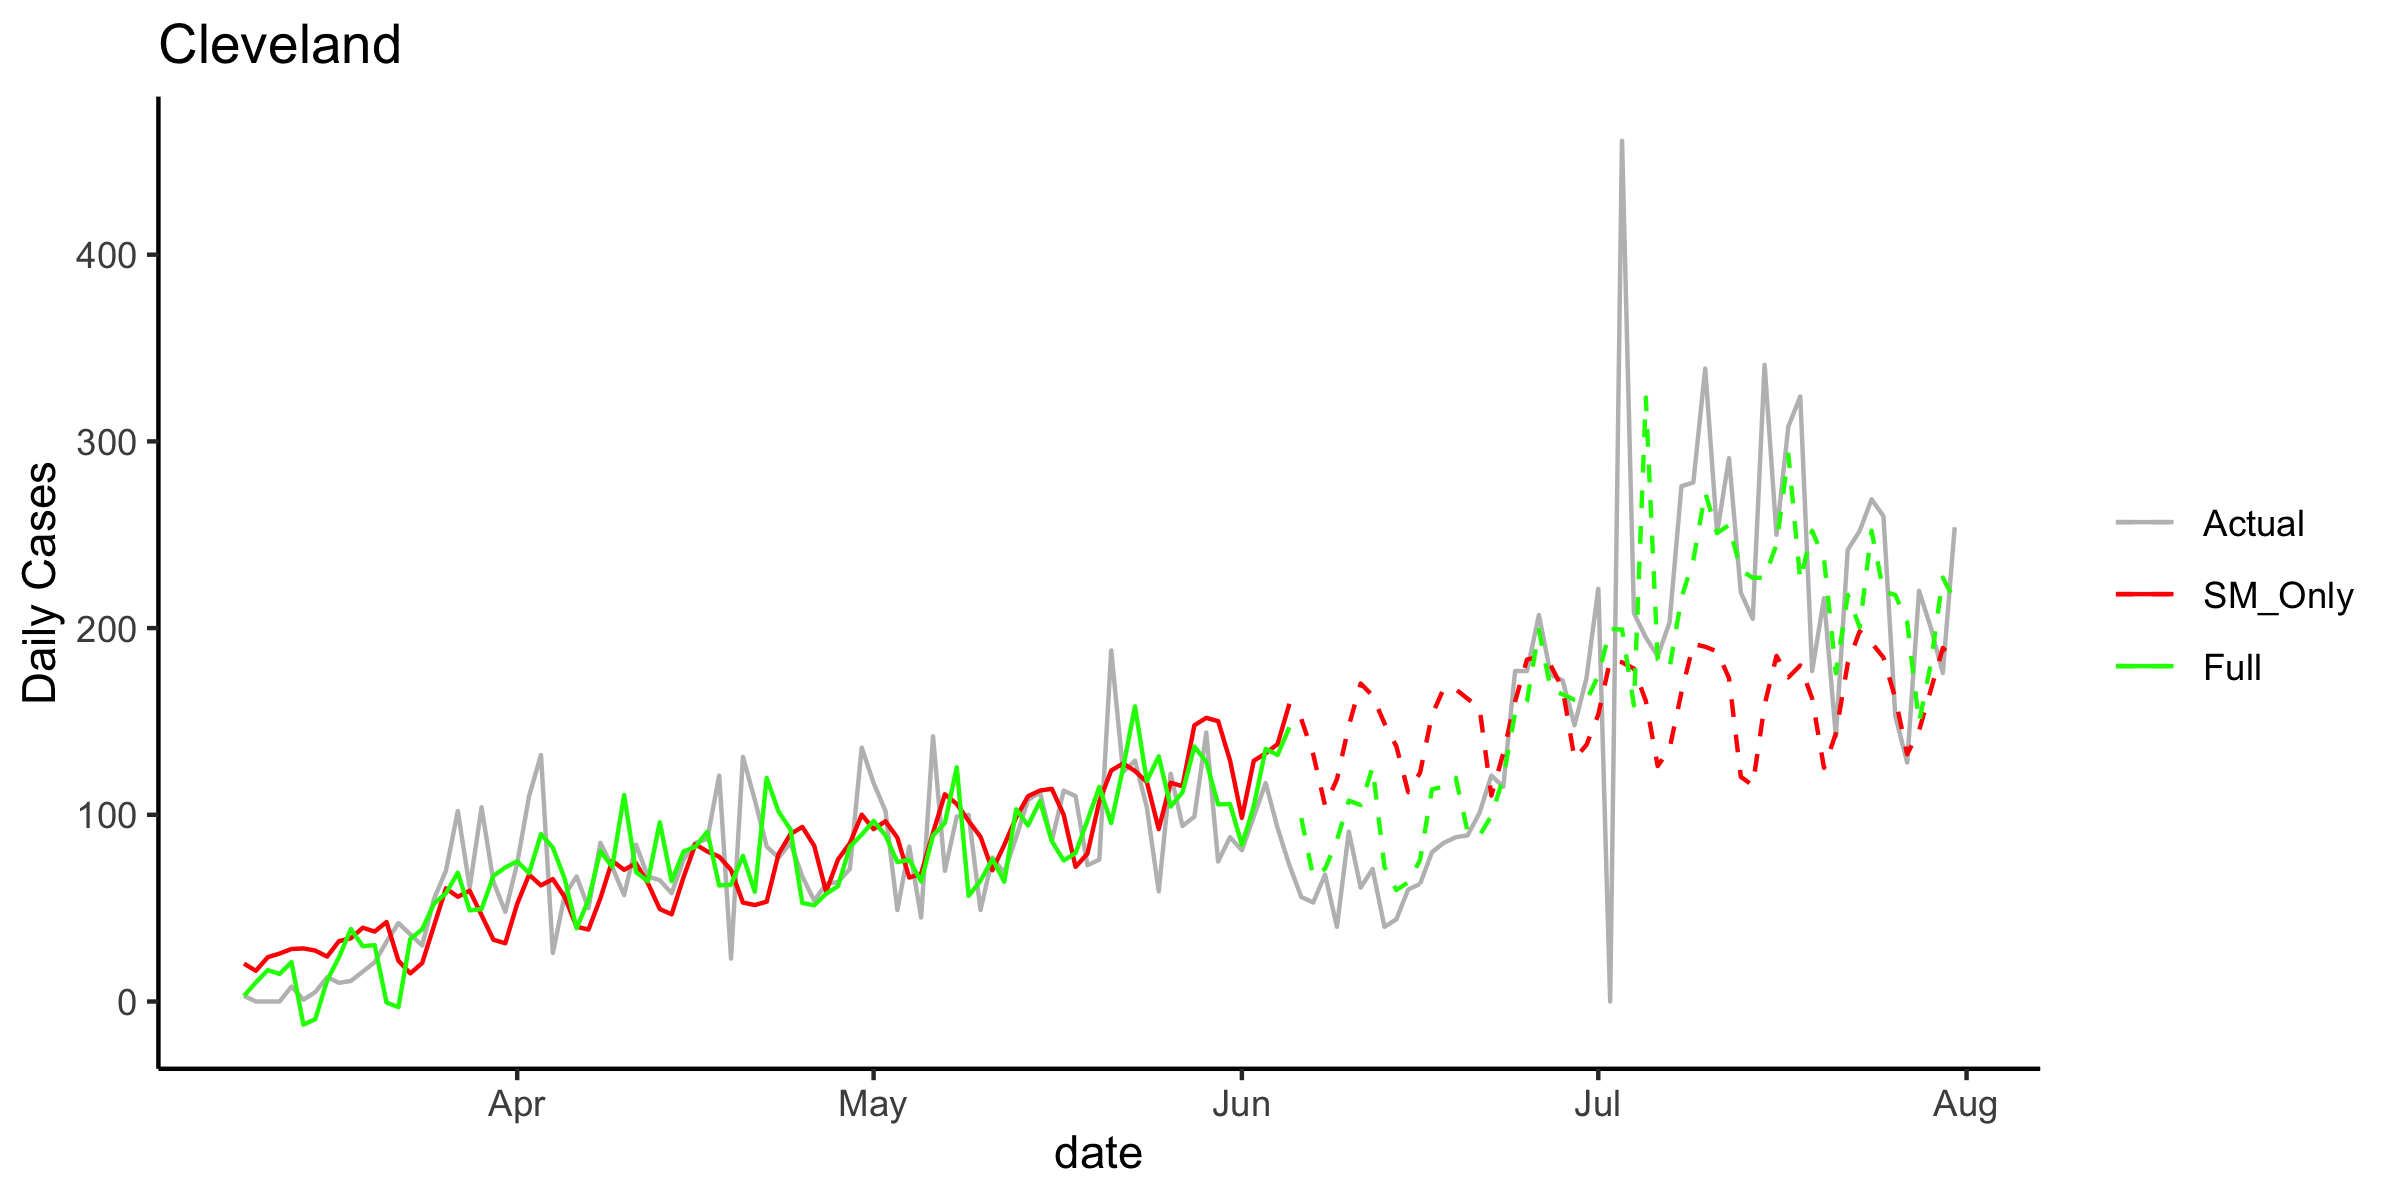 Cleveland
Daily Cases
400
300
200
100
0
Apr May Jun Jul Aug
date
Actual
SM_Only
Full